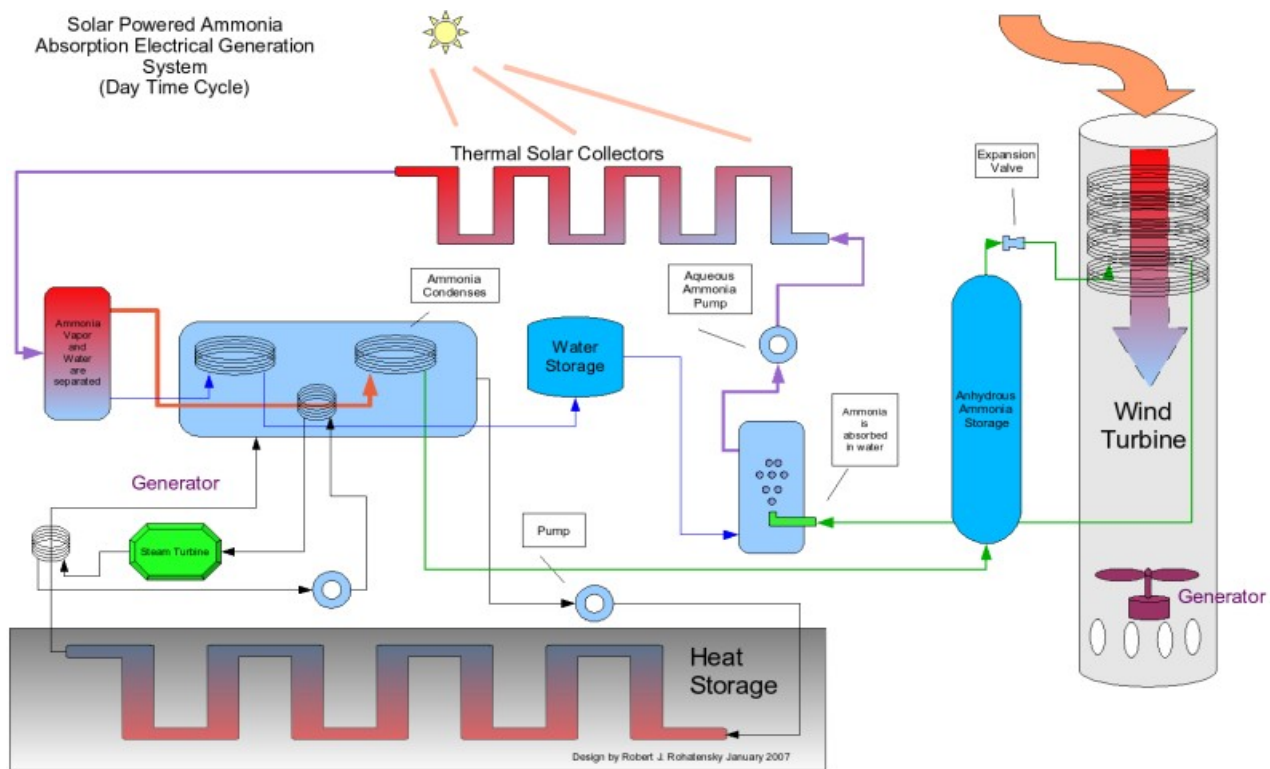 Solar Powered Ammonia
Absorption Electrical Generation
System
(Day Time Cycle)
Thermal Solar Collectors
Expansion
Valve
Ammonia
Condenses
Aqueous
Ammonia
Pump
Ammonia
Vapor
and
Water
are
separated
Water
Storage
Ammonia
is
absorbed
in water
Anhydrous
Ammonia
Storage
Wind
Turbine
Generator
Steam Turbine
Pump
Generator
Heat
Storage
Design by Robert J. Rohatensky January 2007